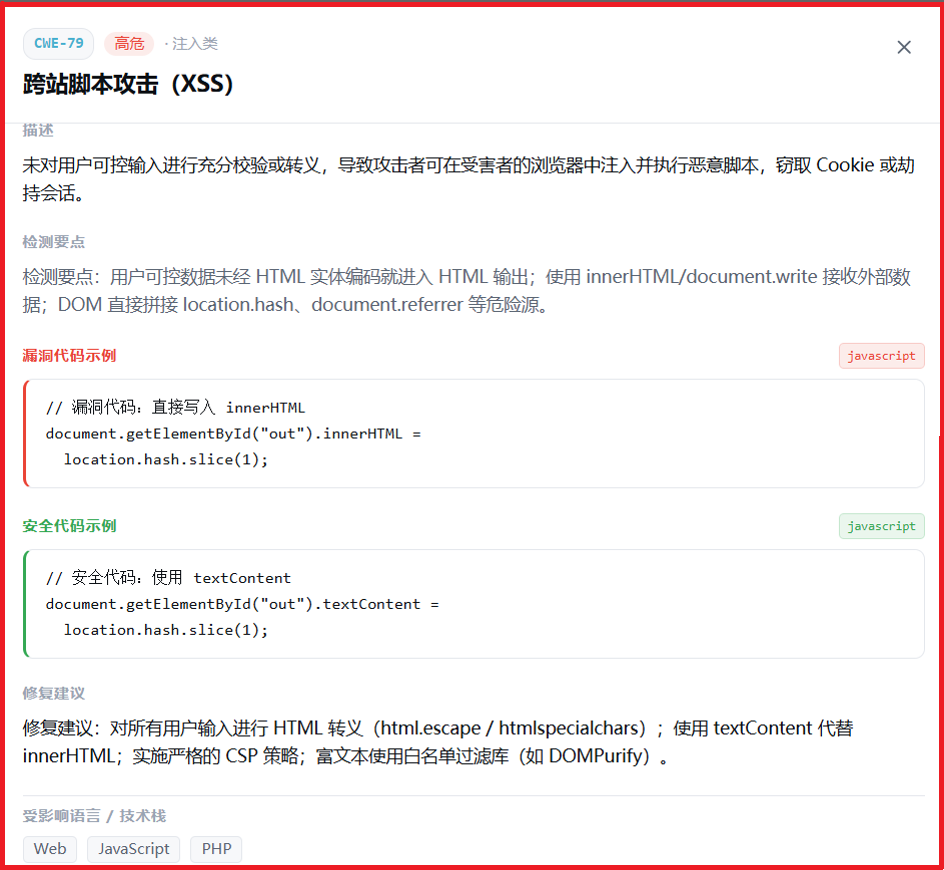 CWE-79 高危 · 注入类
跨站脚本攻击（XSS）
描述
未对用户可控输入进行充分校验或转义，导致攻击者可在受害者的浏览器中注入并执行恶意脚本，窃取 Cookie 或劫
持会话。
检测要点
检测要点：用户可控数据未经 HTML 实体编码就进入 HTML 输出；使用 innerHTML/document.write 接收外部数
据；DOM 直接拼接 location.hash、document.referrer 等危险源。
漏洞代码示例 javascript
// 漏洞代码：直接写入 innerHTML
document.getElementById("out").innerHTML =
  location.hash.slice(1);
安全代码示例 javascript
// 安全代码：使用 textContent
document.getElementById("out").textContent =
  location.hash.slice(1);
修复建议
修复建议：对所有用户输入进行 HTML 转义（html.escape / htmlspecialchars）；使用 textContent 代替
innerHTML；实施严格的 CSP 策略；富文本使用白名单过滤库（如 DOMPurify）。
受影响语言 / 技术栈
Web JavaScript PHP